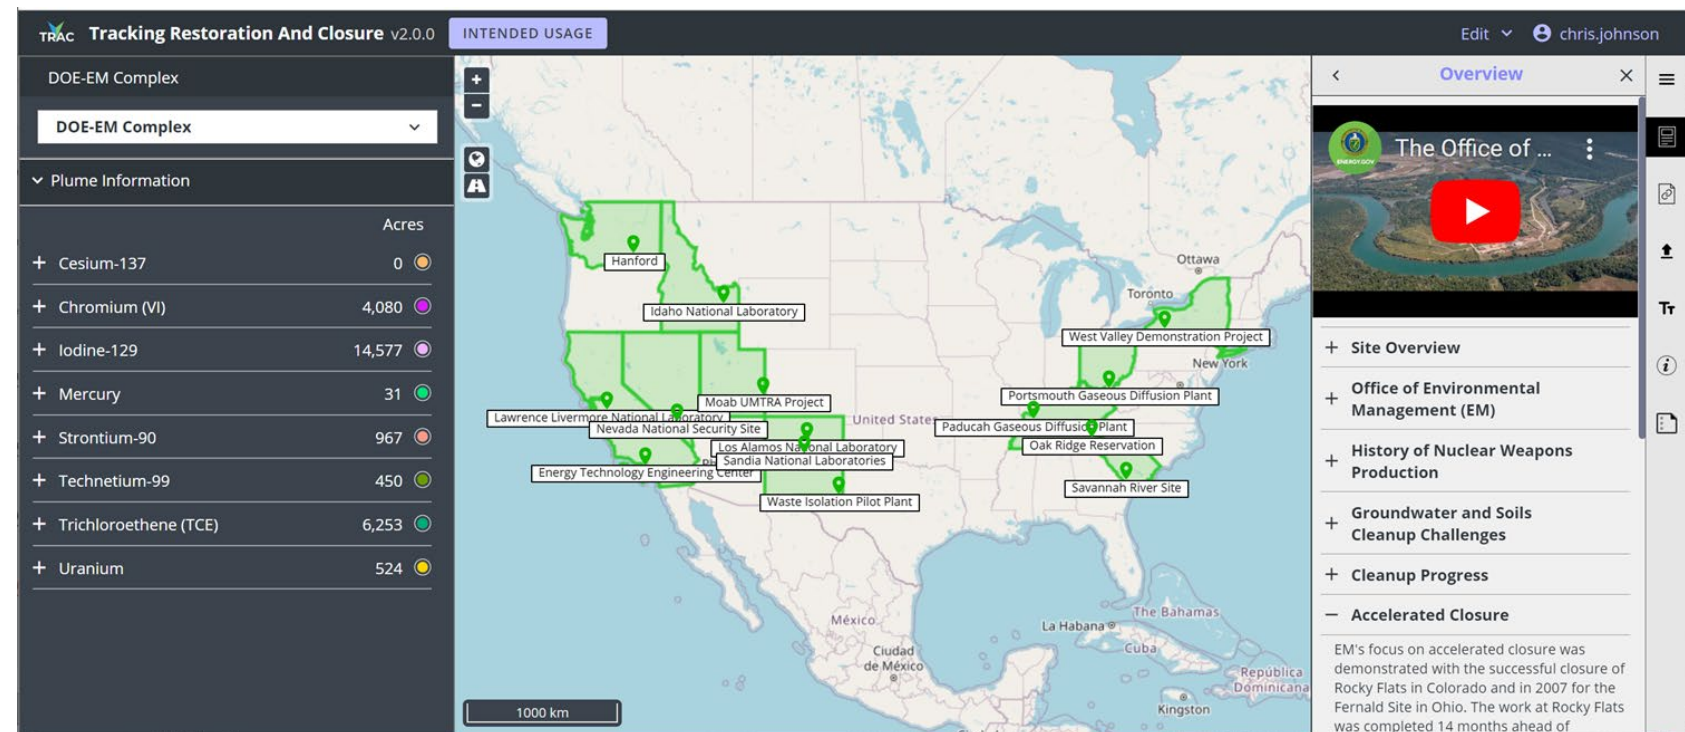 TRAC Tracking Restoration And Closure v2.0.0
INTENDED USAGE
Edit
chris.johnson
DOE-EM Complex
DOE-EM Complex
Plume Information
Acres
Cesium-137 0
Chromium (VI) 4,080
Iodine-129 14,577
Mercury 31
Strontium-90 967
Technetium-99 450
Trichloroethene (TCE) 6,253
Uranium 524
+
−
Hanford
Idaho National Laboratory
Ottawa
Toronto
West Valley Demonstration Project
New York
Portsmouth Gaseous Diffusion Plant
Moab UMTRA Project
Lawrence Livermore National Laboratory
Nevada National Security Site
United States
Paducah Gaseous Diffusion Plant
Los Alamos National Laboratory
Oak Ridge Reservation
Sandia National Laboratories
Energy Technology Engineering Center
Savannah River Site
Waste Isolation Pilot Plant
México
Ciudad
de México
La Habana
The Bahamas
Cuba
República
Dominicana
Kingston
1000 km
Overview
ENERGY.GOV
The Office of ...
+ Site Overview
+ Office of Environmental
Management (EM)
+ History of Nuclear Weapons
Production
+ Groundwater and Soils
Cleanup Challenges
+ Cleanup Progress
− Accelerated Closure
EM's focus on accelerated closure was
demonstrated with the successful closure of
Rocky Flats in Colorado and in 2007 for the
Fernald Site in Ohio. The work at Rocky Flats
was completed 14 months ahead of
Tт
i